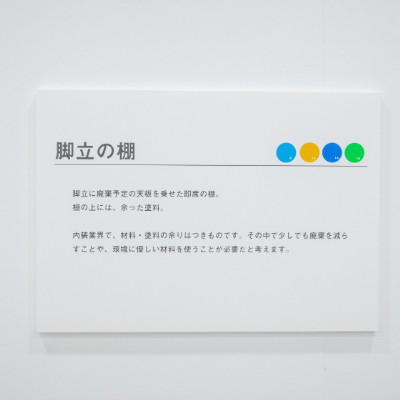 脚立の棚
脚立に廃棄予定の天板を乗せた即席の棚。
棚の上には、余った塗料。
内装業界で、材料・塗料の余りはつきものです。その中で少しでも廃棄を減ら
すことや、環境に優しい材料を使うことが必要だと考えます。